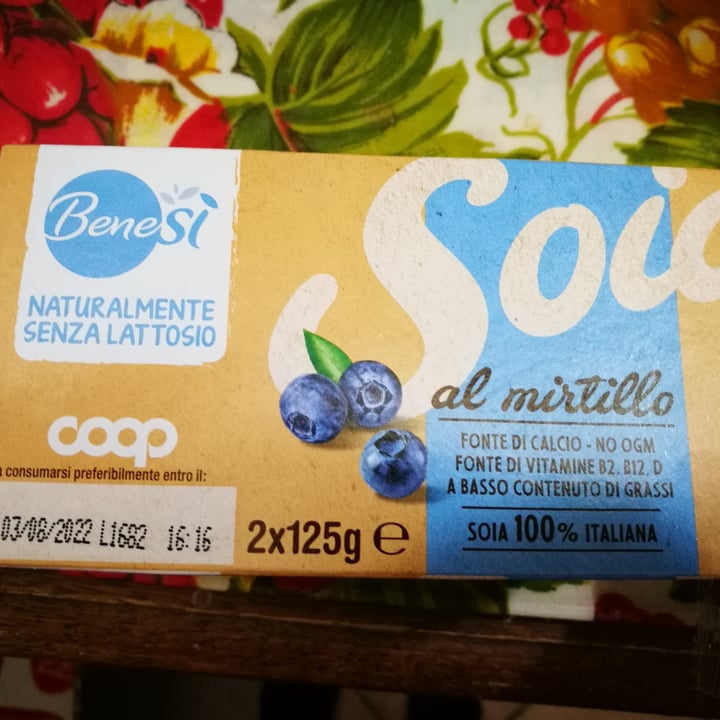 BeneSì
NATURALMENTE
SENZA LATTOSIO
coop
consumarsi preferibilmente entro il:
03/08/2022 L1682 16:16
2x125g e
Soia
al mirtillo
FONTE DI CALCIO - NO OGM
FONTE DI VITAMINE B2, B12, D
A BASSO CONTENUTO DI GRASSI
SOIA 100% ITALIANA